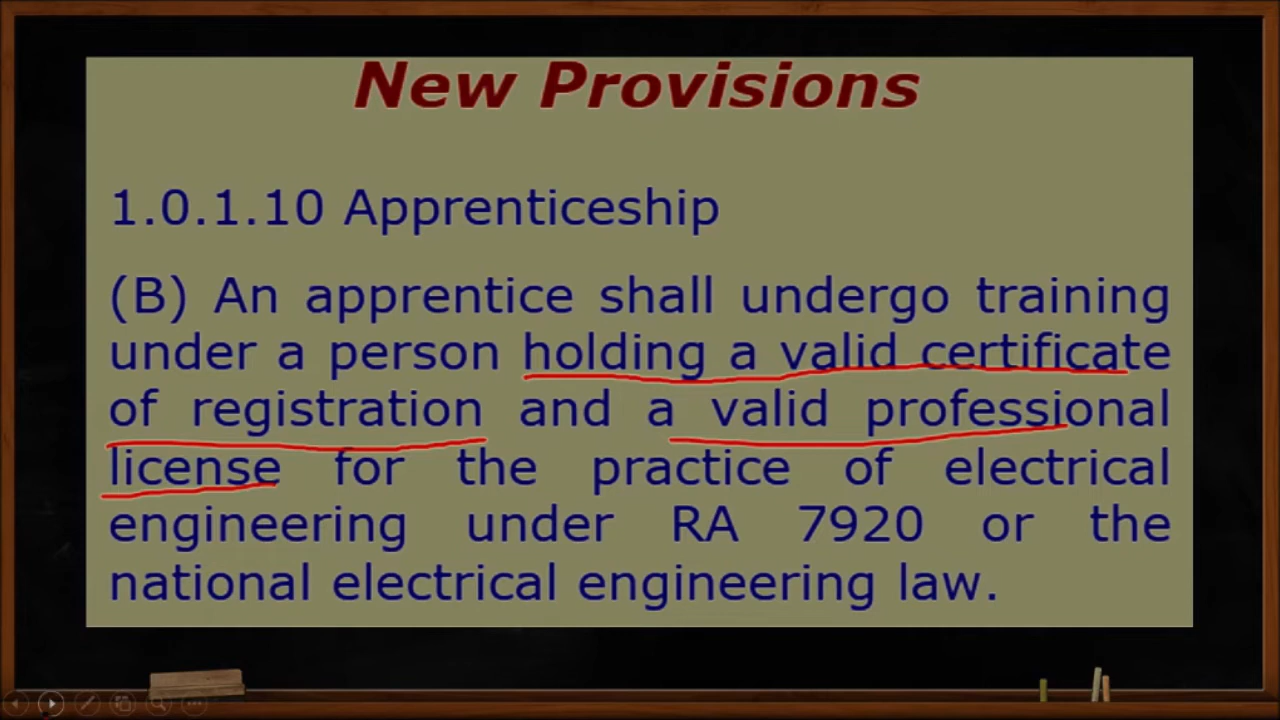 New Provisions
1.0.1.10 Apprenticeship
(B) An apprentice shall undergo training
under a person holding a valid certificate
of registration and a valid professional
license for the practice of electrical
engineering under RA 7920 or the
national electrical engineering law.